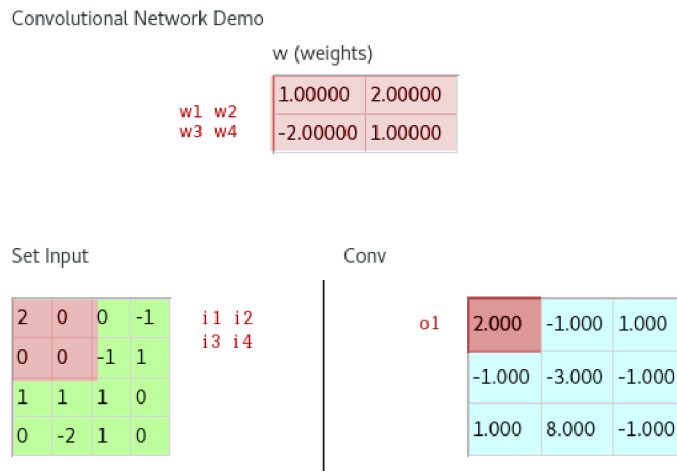 Convolutional Network Demo
w (weights)
1.00000 2.00000
w1 w2
w3 w4
-2.00000 1.00000
Set Input
Conv
2 0 0 -1
i1 i2
o1
2.000 -1.000 1.000
0 0 -1 1
i3 i4
-1.000 -3.000 -1.000
1 1 1 0
0 -2 1 0
1.000 8.000 -1.000